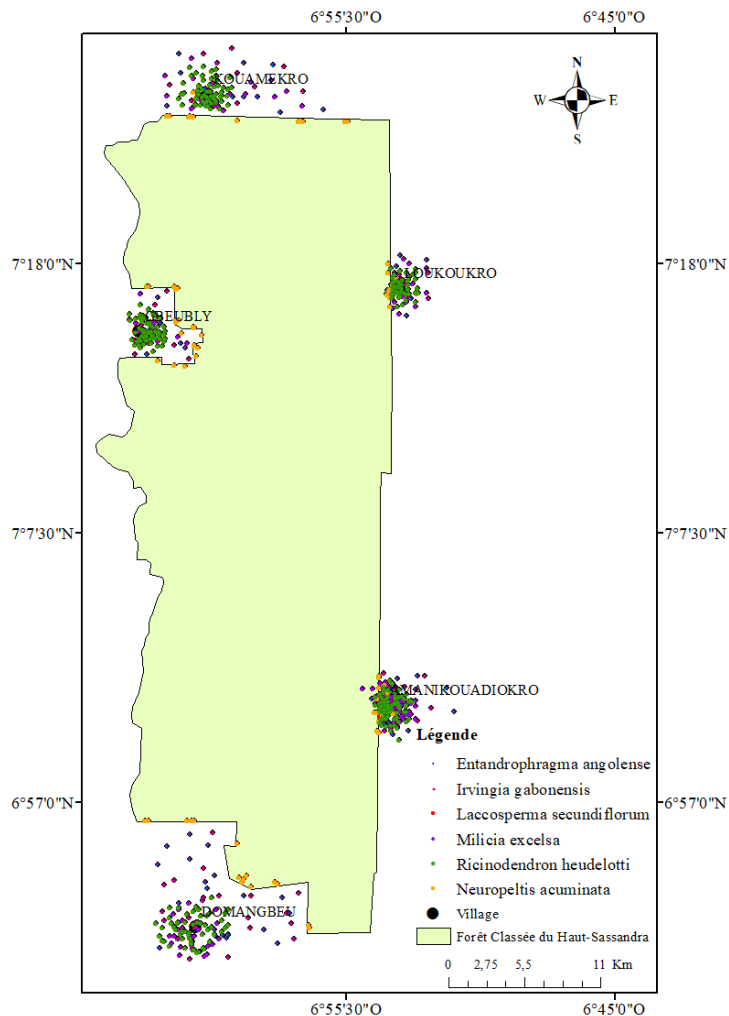 6°55'30"O 6°45'0"O
KOUAMEKRO
N
W E
S
7°18'0"N 7°18'0"N
LOUKOUKRO
GBEUBLY
7°7'30"N 7°7'30"N
AMANIKOUADIOKRO
Légende
Entandrophragma angolense
Irvingia gabonensis
6°57'0"N 6°57'0"N
Laccosperma secundiflorum
Milicia excelsa
Ricinodendron heudelotti
Neuropeltis acuminata
DOMANGBEU
Village
Forêt Classée du Haut-Sassandra
0 2,75 5,5 11 Km
6°55'30"O 6°45'0"O